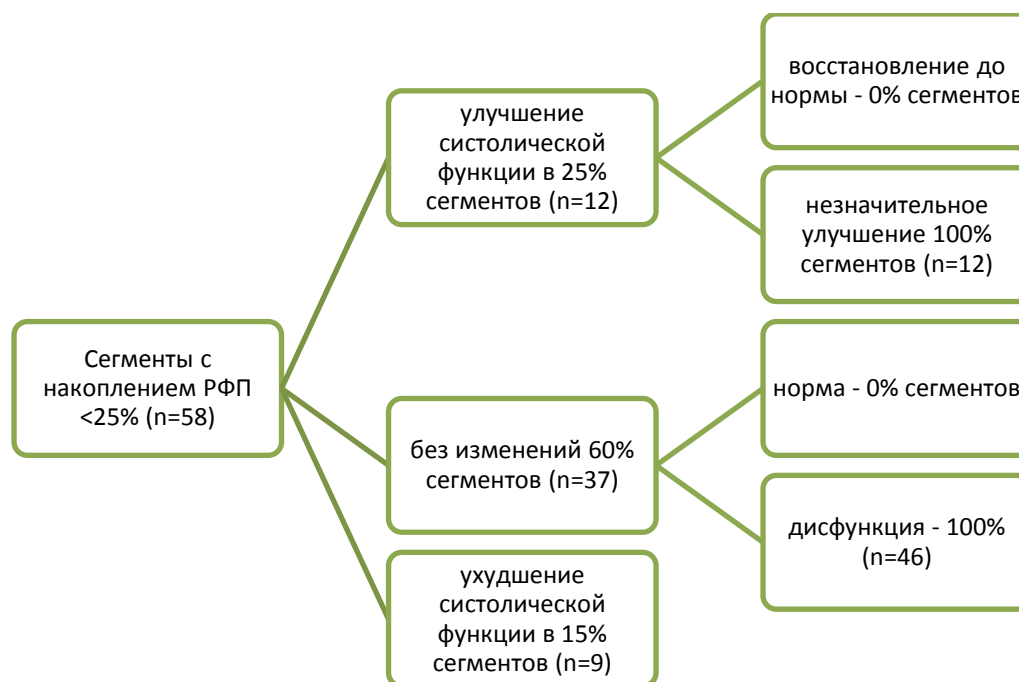 Сегменты с
накоплением РФП
<25% (n=58)
улучшение
систолической
функции в 25%
сегментов (n=12)
восстановление до
нормы - 0% сегментов
незначительное
улучшение 100%
сегментов (n=12)
без изменений 60%
сегментов (n=37)
норма - 0% сегментов
дисфункция - 100%
(n=46)
ухудшение
систолической
функции в 15%
сегментов (n=9)